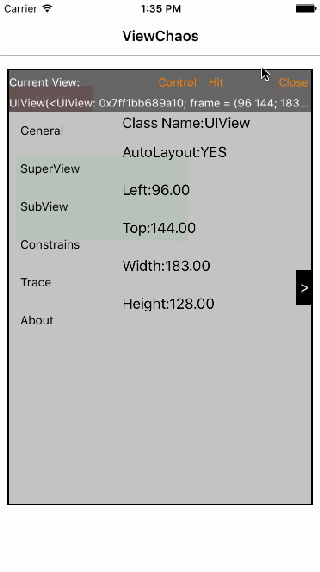 Carrier 1:35 PM
ViewChaos
Current View: Control Hit Close
UIView(<UIView: 0x7ff1bb689a10; frame = (96 144; 183...
General
SuperView
SubView
Constrains
Trace
About
Class Name:UIView
AutoLayout:YES
Left:96.00
Top:144.00
Width:183.00
Height:128.00
>